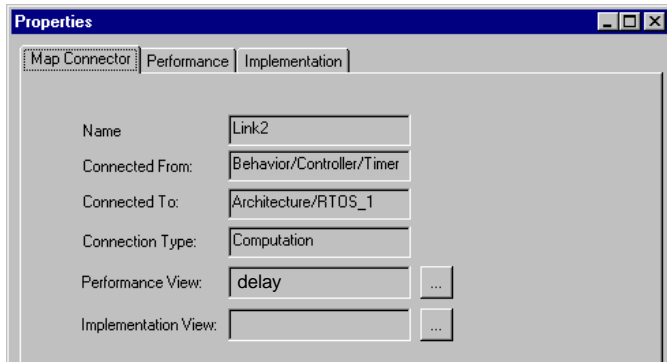 Properties
Map Connector Performance Implementation
Name Link2
Connected From: Behavior/Controller/Timer
Connected To: Architecture/RTOS_1
Connection Type: Computation
Performance View: delay ...
Implementation View: ...